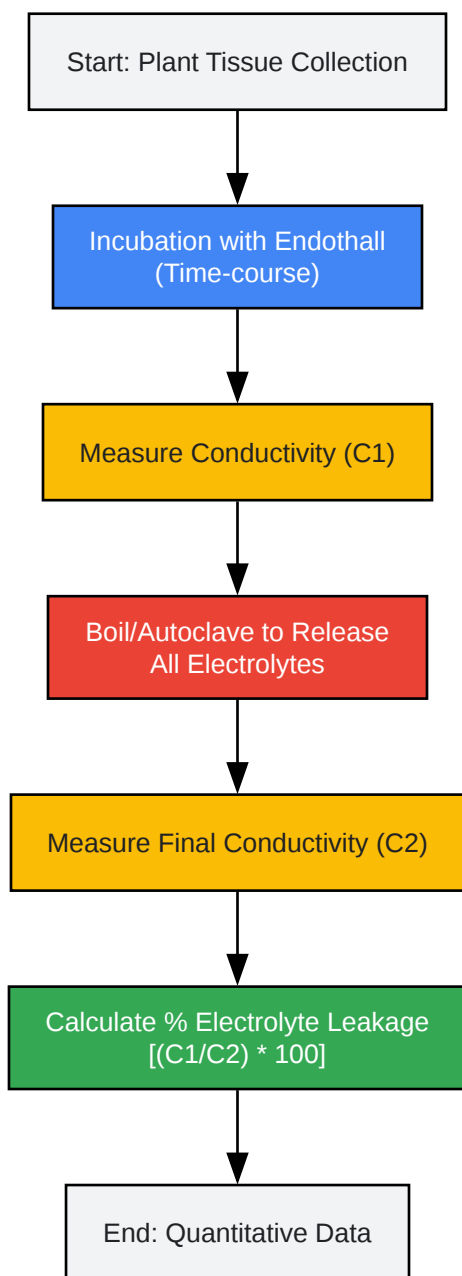 Start: Plant Tissue Collection
Incubation with Endothall
(Time-course)
Measure Conductivity (C1)
Boil/Autoclave to Release
All Electrolytes
Measure Final Conductivity (C2)
Calculate % Electrolyte Leakage
[(C1/C2) * 100]
End: Quantitative Data